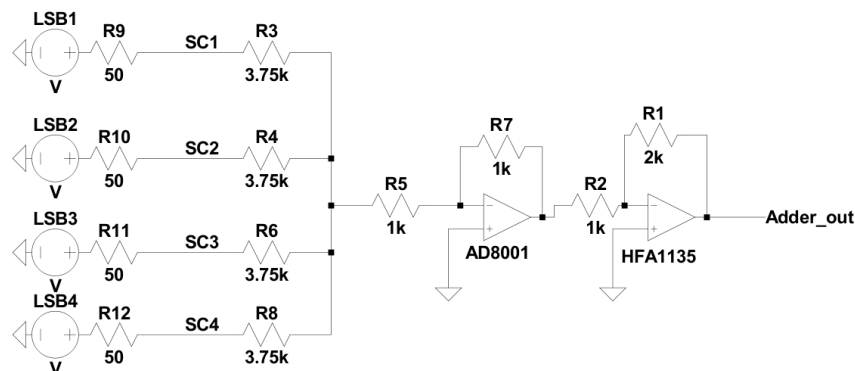 LSB1
R9
SC1
R3
50
3.75k
V
LSB2
R10
SC2
R4
50
3.75k
V
R7
1k
R1
2k
R5
1k
R2
1k
AD8001
HFA1135
Adder_out
LSB3
R11
SC3
R6
50
3.75k
V
LSB4
R12
SC4
R8
50
3.75k
V